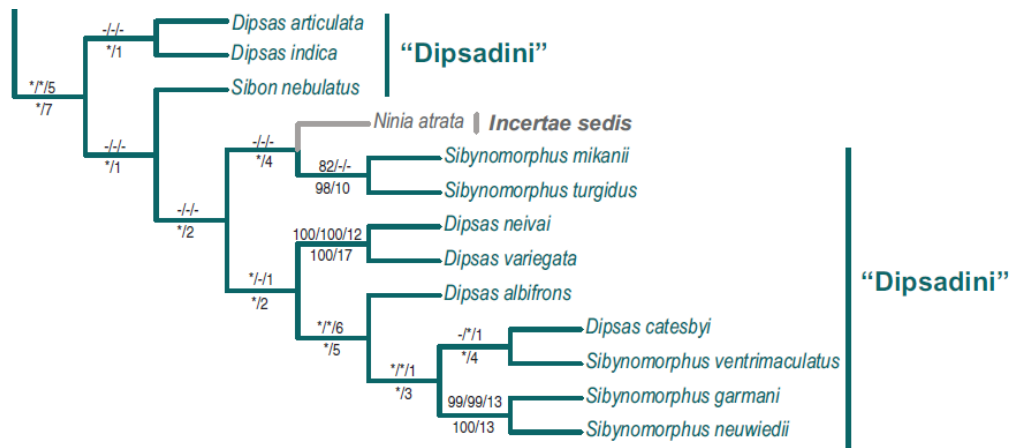 Dipsas articulata
-/-/-
*/1
Dipsas indica
“Dipsadini”
*/*/5
*/7
Sibon nebulatus
Ninia atrata
Incertae sedis
-/-/-
*/1
-/-/-
*/4
Sibynomorphus mikanii
82/-/-
98/10
Sibynomorphus turgidus
-/-/-
*/2
Dipsas neivai
100/100/12
100/17
Dipsas variegata
*/-/1
*/2
Dipsas albifrons
“Dipsadini”
*/*/6
*/5
Dipsas catesbyi
-/*/1
*/4
Sibynomorphus ventrimaculatus
*/*/1
*/3
Sibynomorphus garmani
99/99/13
100/13
Sibynomorphus neuwiedii